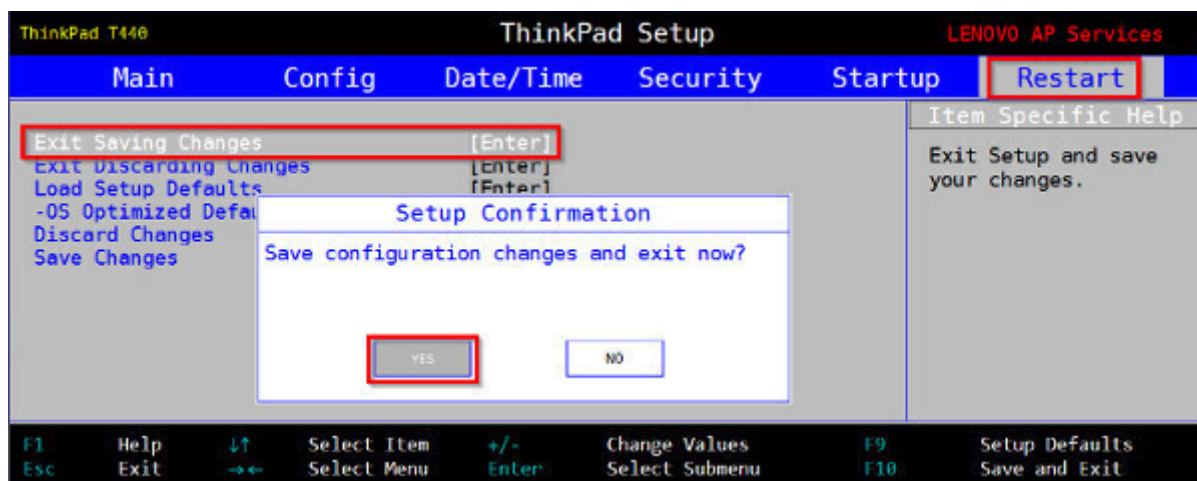 ThinkPad T440 ThinkPad Setup LENOVO AP Services
Main Config Date/Time Security Startup Restart
Item Specific Help
Exit Saving Changes [Enter]
Exit Discarding Changes [Enter]
Load Setup Defaults [Enter]
-OS Optimized Defau
Discard Changes
Save Changes
Exit Setup and save
your changes.
Setup Confirmation
Save configuration changes and exit now?
YES NO
F1 Help ↓↑ Select Item +/- Change Values F9 Setup Defaults
Esc Exit →← Select Menu Enter Select Submenu F10 Save and Exit